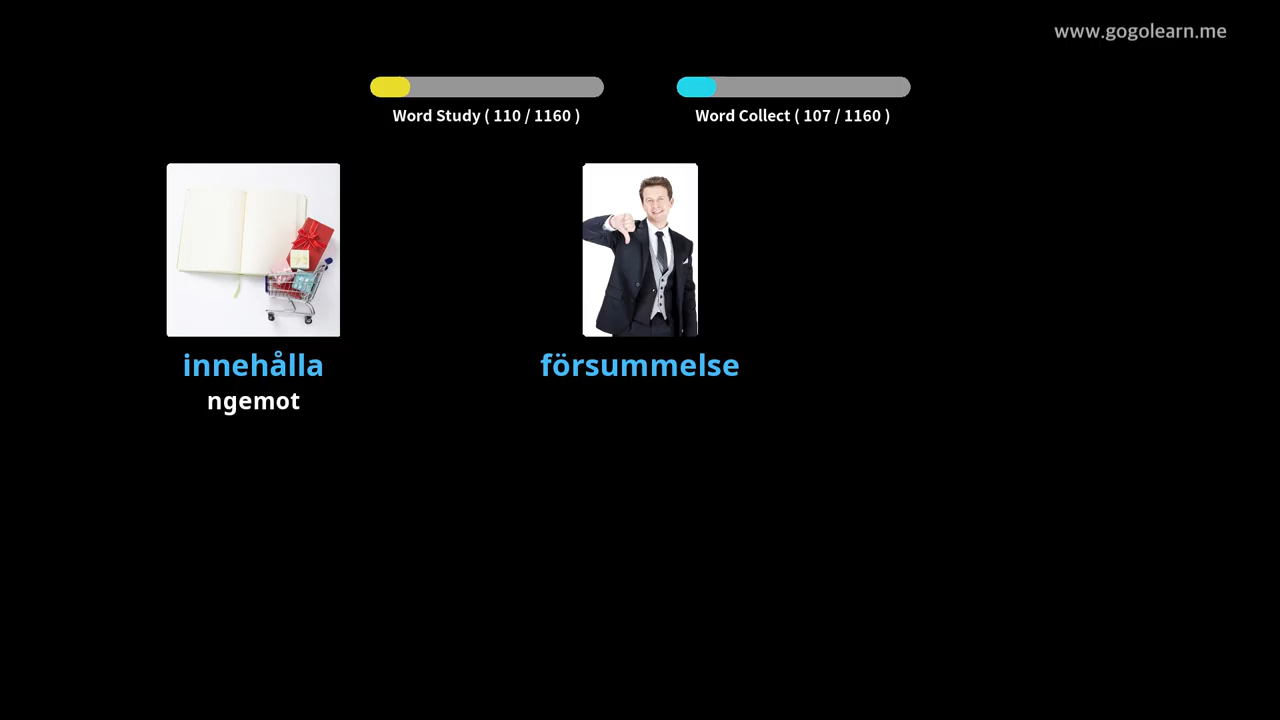 www.gogolearn.me
Word Study ( 110 / 1160 )
Word Collect ( 107 / 1160 )
innehålla
ngemot
försummelse